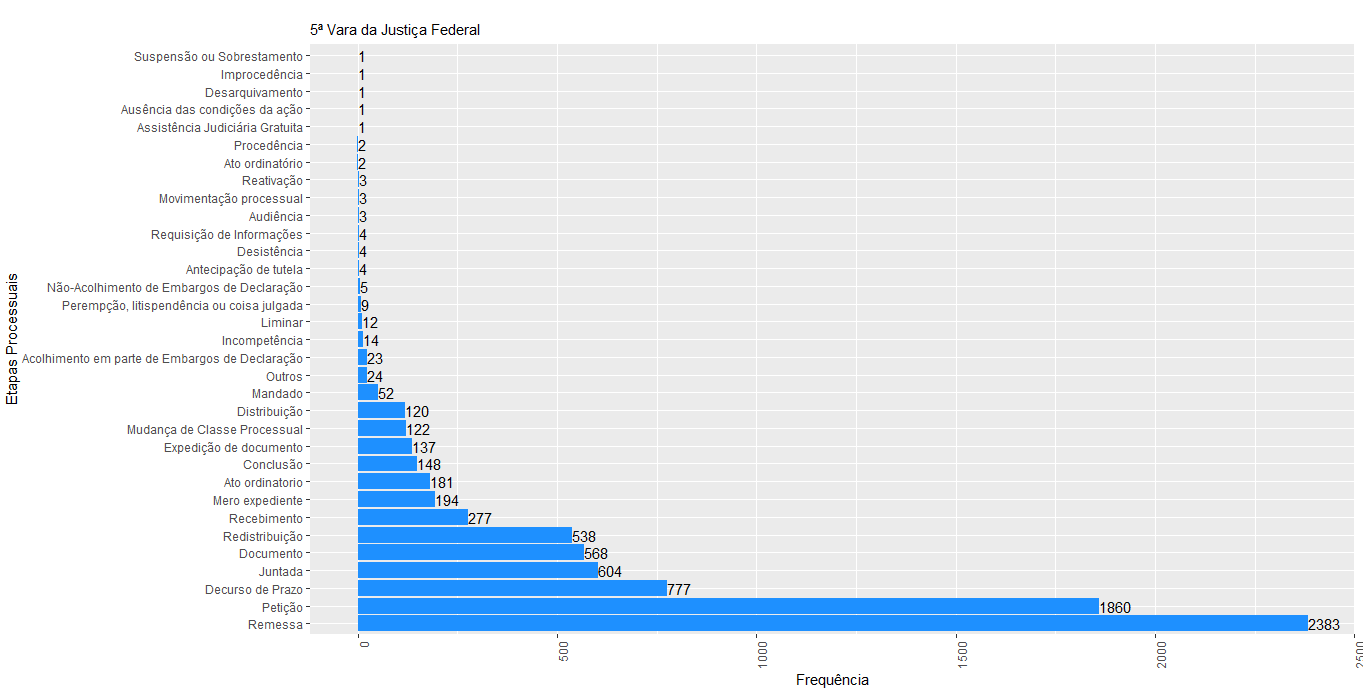 5ª Vara da Justiça Federal
Etapas Processuais
Suspensão ou Sobrestamento 1
Improcedência 1
Desarquivamento 1
Ausência das condições da ação 1
Assistência Judiciária Gratuita 1
Procedência 2
Ato ordinatório 2
Reativação 3
Movimentação processual 3
Audiência 3
Requisição de Informações 4
Desistência 4
Antecipação de tutela 4
Não-Acolhimento de Embargos de Declaração 5
Perempção, litispendência ou coisa julgada 9
Liminar 12
Incompetência 14
Acolhimento em parte de Embargos de Declaração 23
Outros 24
Mandado 52
Distribuição 120
Mudança de Classe Processual 122
Expedição de documento 137
Conclusão 148
Ato ordinatorio 181
Mero expediente 194
Recebimento 277
Redistribuição 538
Documento 568
Juntada 604
Decurso de Prazo 777
Petição 1860
Remessa 2383
0 500 1000 1500 2000 2500
Frequência